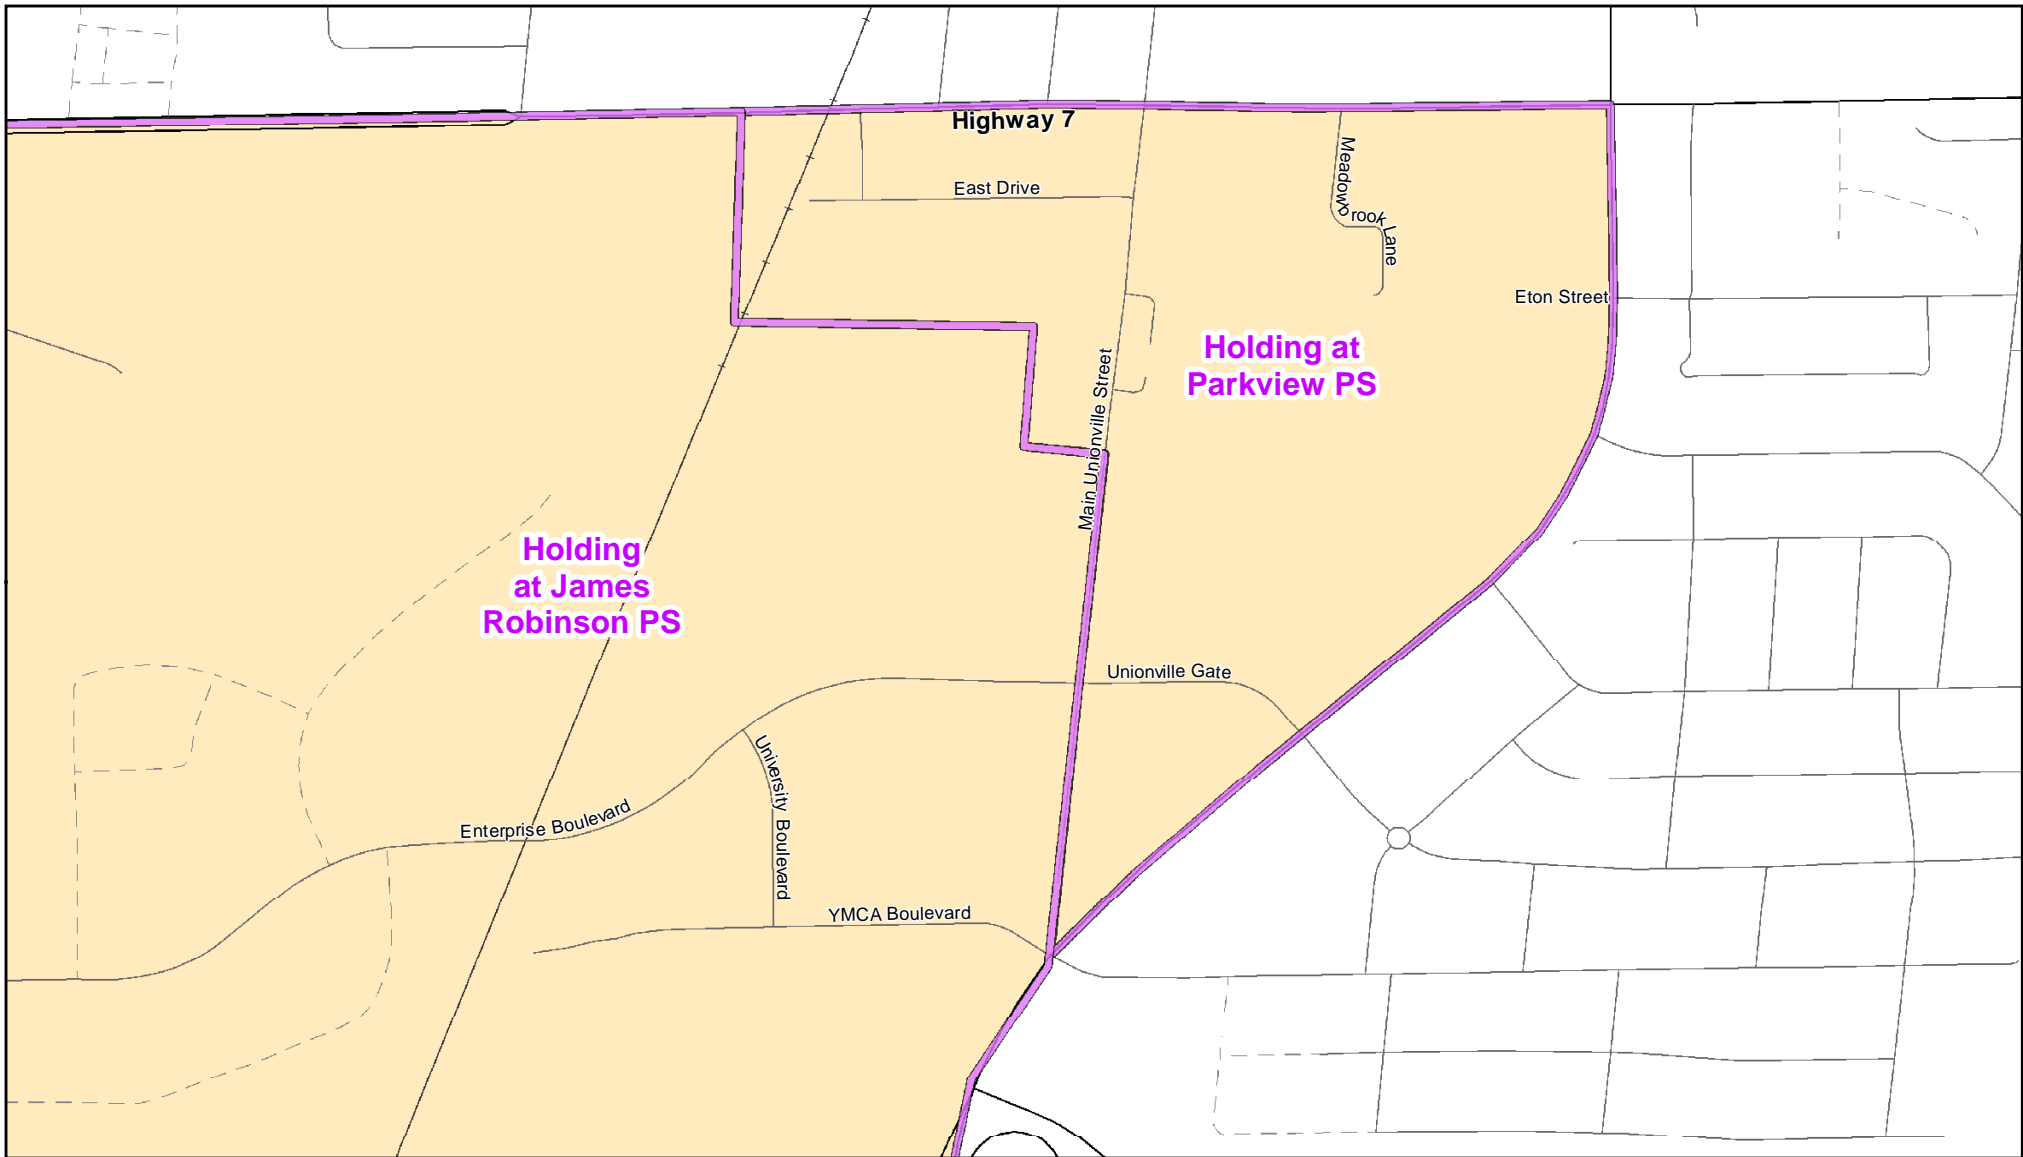 Highway 7
East Drive
Meadowbrook Lane
Eton Street
Holding at
Parkview PS
Main Unionville Street
Holding
at James
Robinson PS
Unionville Gate
University Boulevard
Enterprise Boulevard
YMCA Boulevard